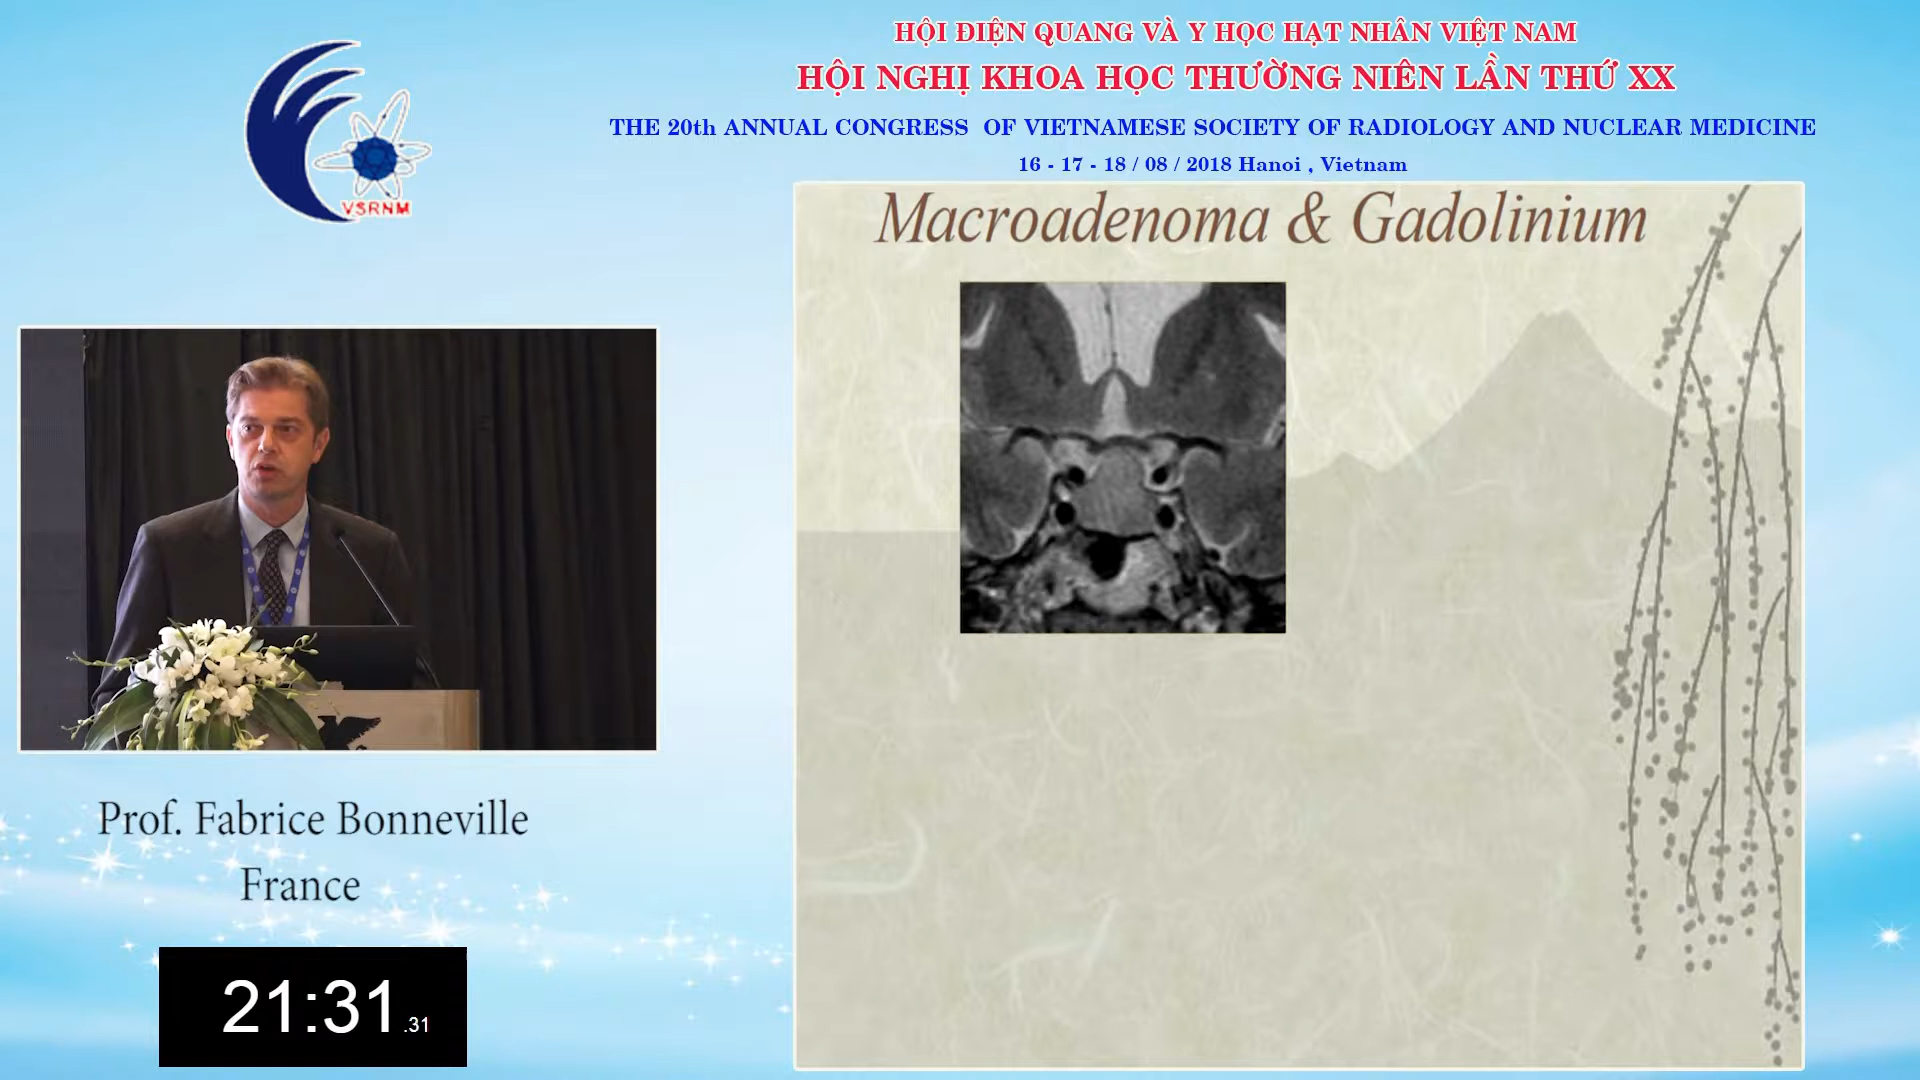 HỘI ĐIỆN QUANG VÀ Y HỌC HẠT NHÂN VIỆT NAM
HỘI NGHỊ KHOA HỌC THƯỜNG NIÊN LẦN THỨ XX
THE 20th ANNUAL CONGRESS OF VIETNAMESE SOCIETY OF RADIOLOGY AND NUCLEAR MEDICINE
16 - 17 - 18 / 08 / 2018 Hanoi , Vietnam
VSRNM
Macroadenoma & Gadolinium
Prof. Fabrice Bonneville
France
21:31.31